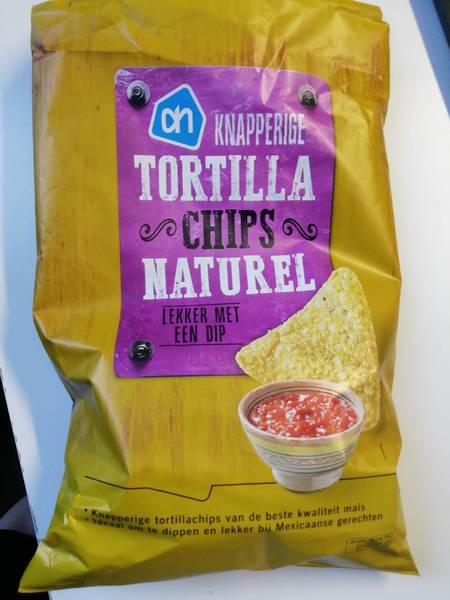 ah
KNAPPERIGE
TORTILLA
CHIPS
NATUREL
LEKKER MET
EEN DIP
• Knapperige tortillachips van de beste kwaliteit maïs
• Ideaal om te dippen en lekker bij Mexicaanse gerechten